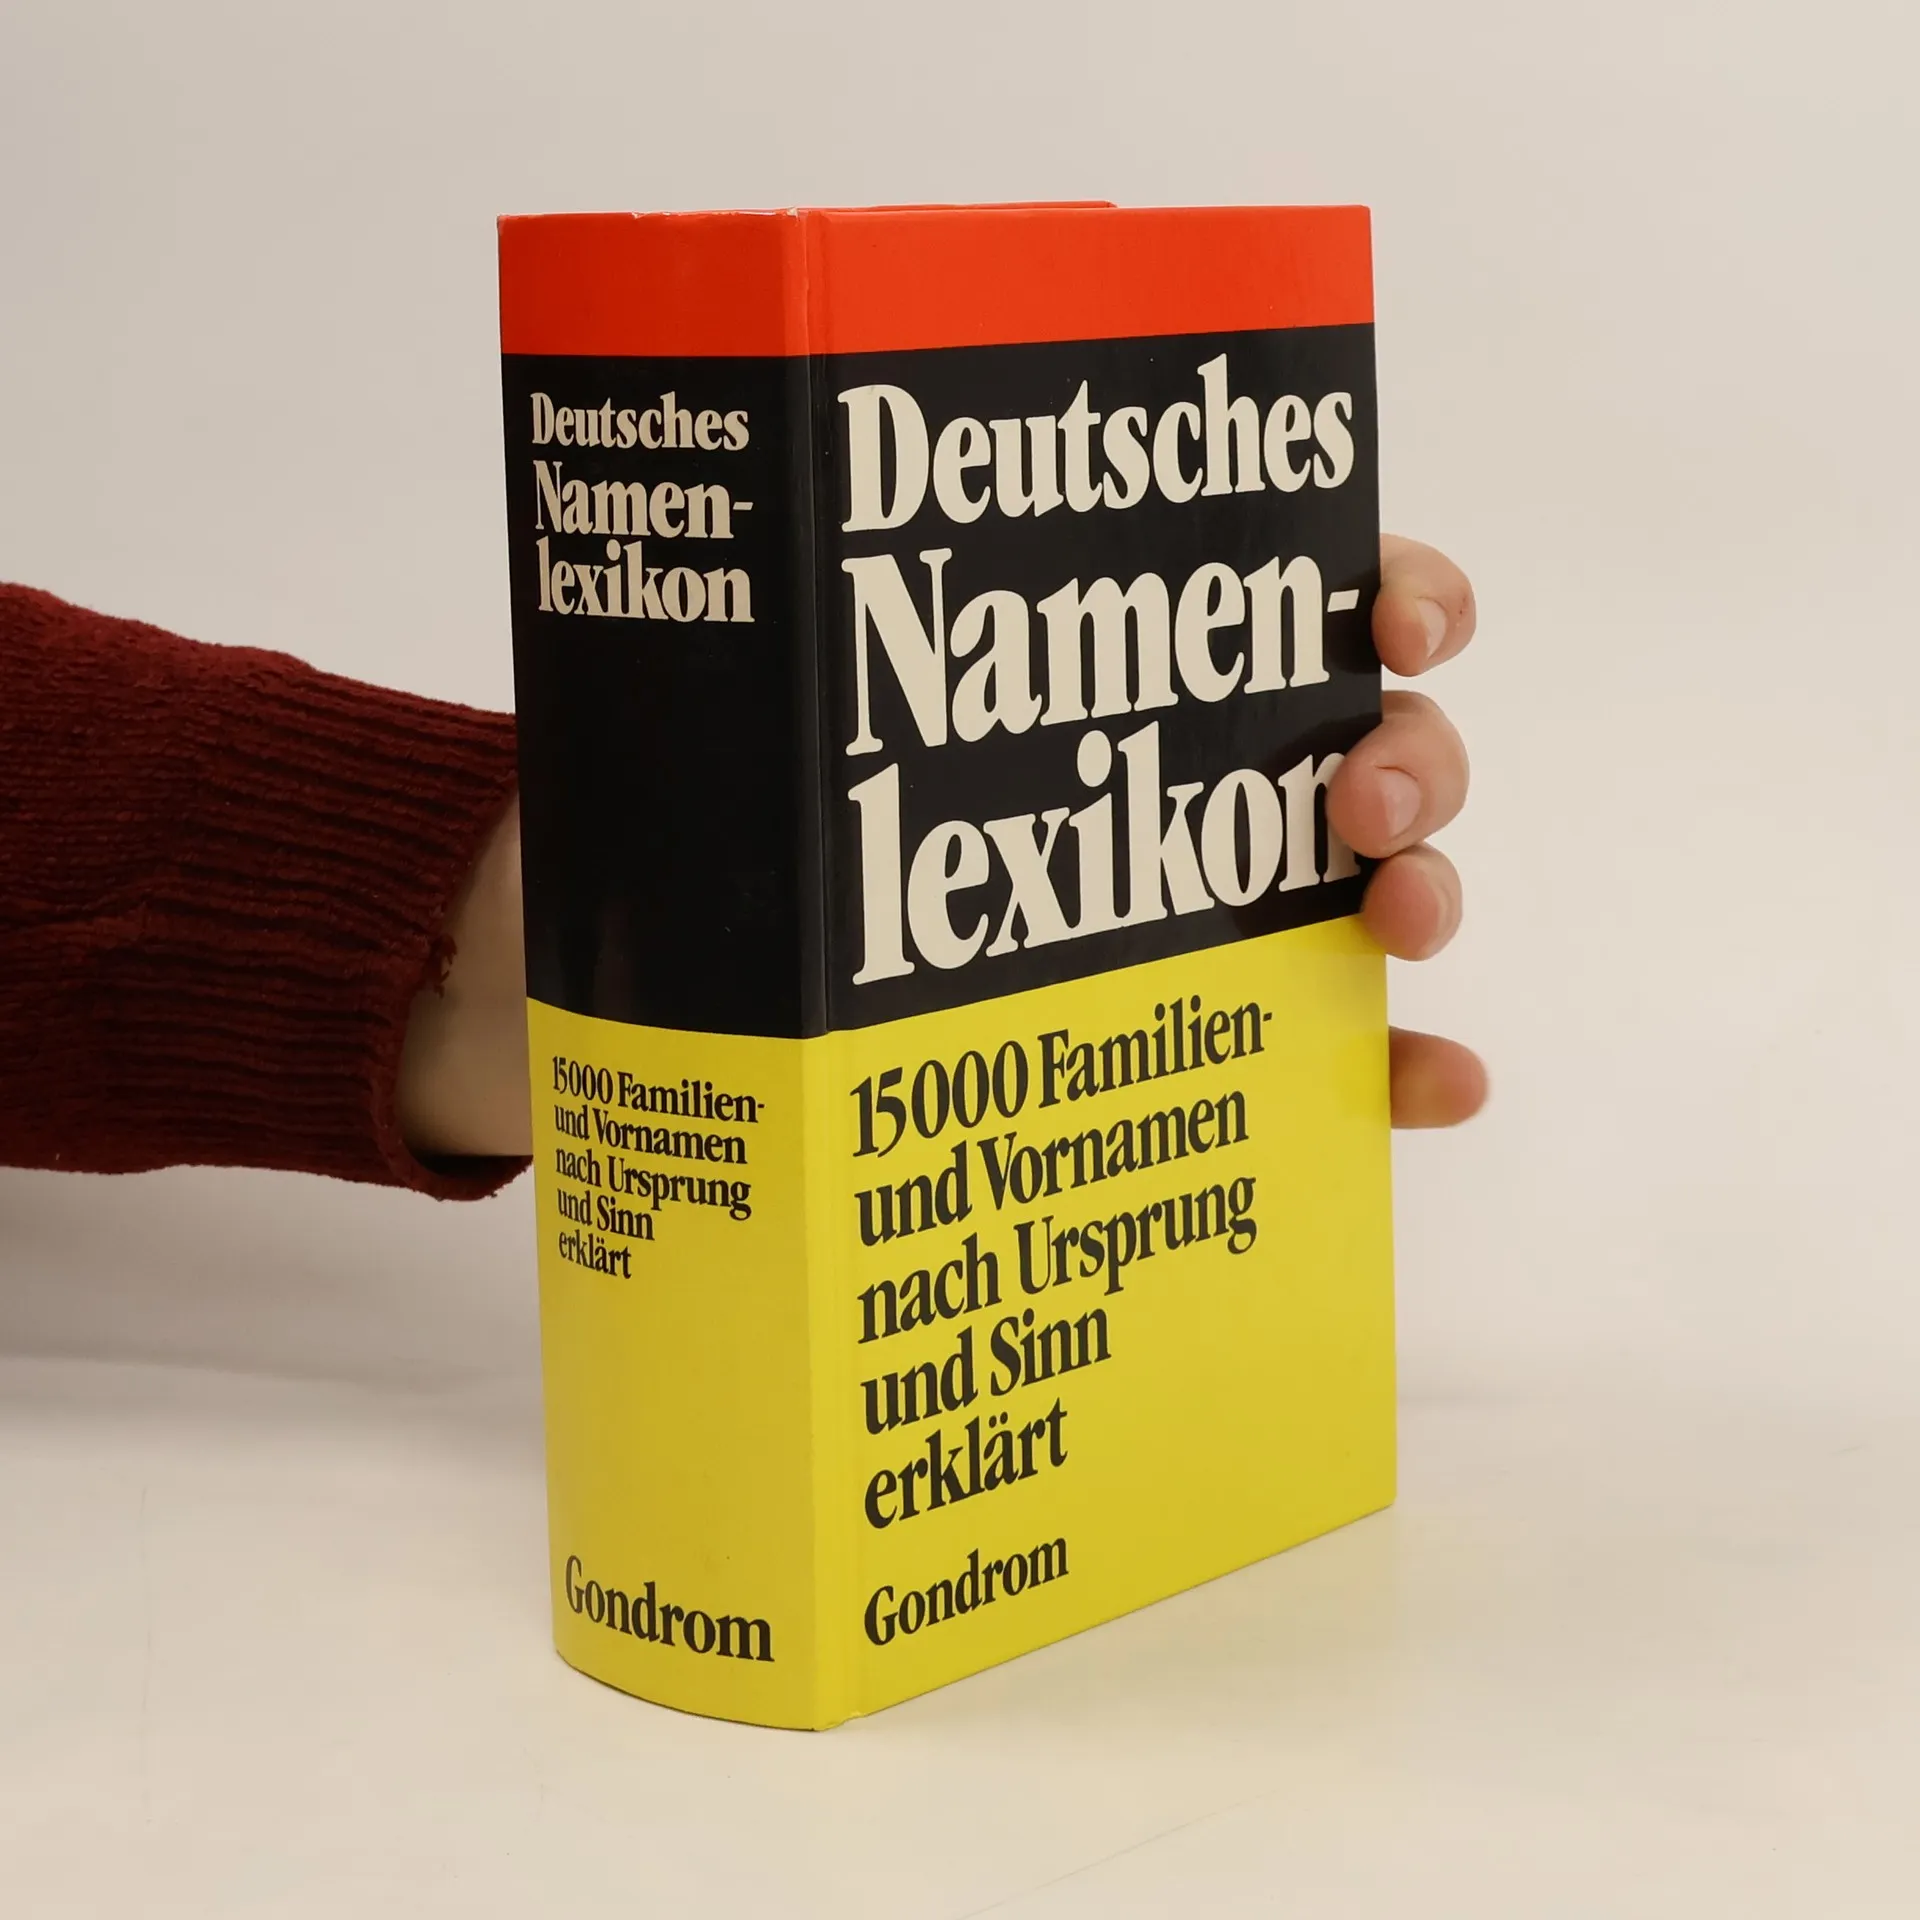 Deutsches
Namen-
lexikon
15000 Familien-
und Vornamen
nach Ursprung
und Sinn
erklärt
Gondrom
Deutsches
Namen-
lexikon
15000 Familien-
und Vornamen
nach Ursprung
und Sinn
erklärt
Gondrom